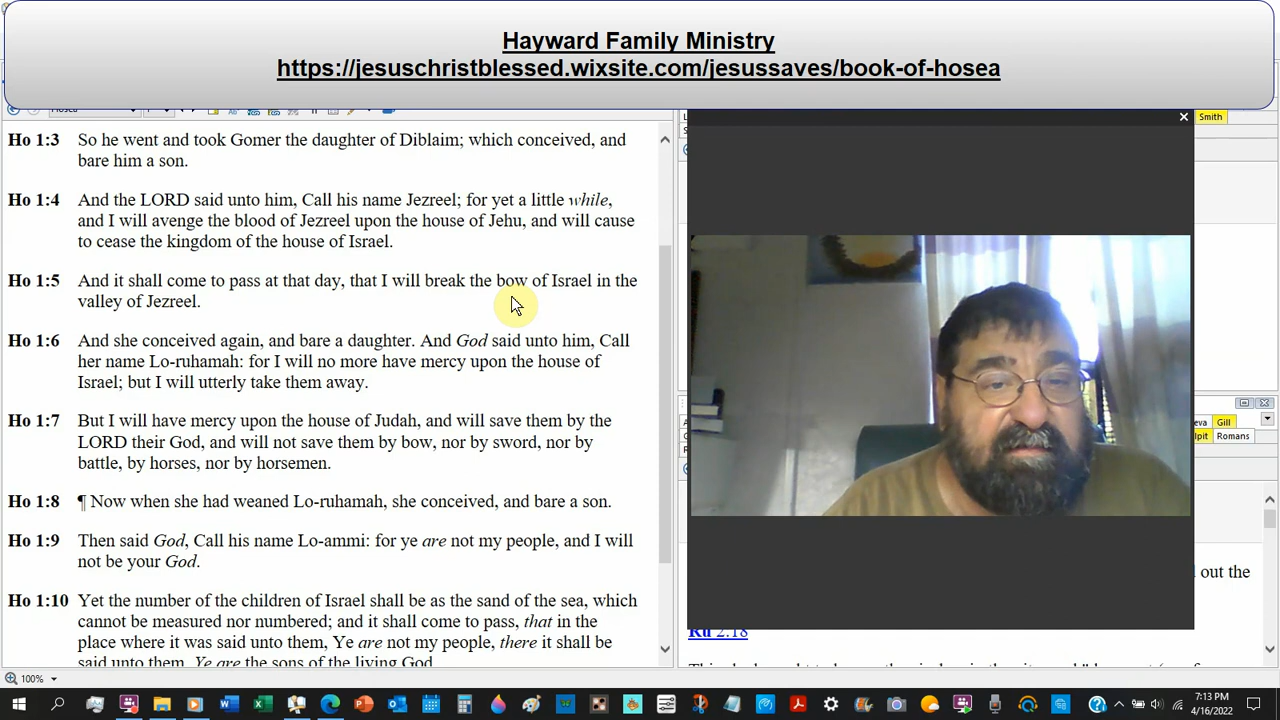 Hayward Family Ministry
https://jesuschristblessed.wixsite.com/jesussaves/book-of-hosea
Smith
Ho 1:3 So he went and took Gomer the daughter of Diblaim; which conceived, and
bare him a son.
Ho 1:4 And the LORD said unto him, Call his name Jezreel; for yet a little while,
and I will avenge the blood of Jezreel upon the house of Jehu, and will cause
to cease the kingdom of the house of Israel.
Ho 1:5 And it shall come to pass at that day, that I will break the bow of Israel in the
valley of Jezreel.
Ho 1:6 And she conceived again, and bare a daughter. And God said unto him, Call
her name Lo-ruhamah: for I will no more have mercy upon the house of
Israel; but I will utterly take them away.
Ho 1:7 But I will have mercy upon the house of Judah, and will save them by the
LORD their God, and will not save them by bow, nor by sword, nor by
battle, by horses, nor by horsemen.
Ho 1:8 ¶ Now when she had weaned Lo-ruhamah, she conceived, and bare a son.
Ho 1:9 Then said God, Call his name Lo-ammi: for ye are not my people, and I will
not be your God.
Ho 1:10 Yet the number of the children of Israel shall be as the sand of the sea, which
cannot be measured nor numbered; and it shall come to pass, that in the
place where it was said unto them, Ye are not my people, there it shall be
said unto them, Ye are the sons of the living God.
Gill
Romans
out the
Ru 2:18
100%
7:13 PM
4/16/2022